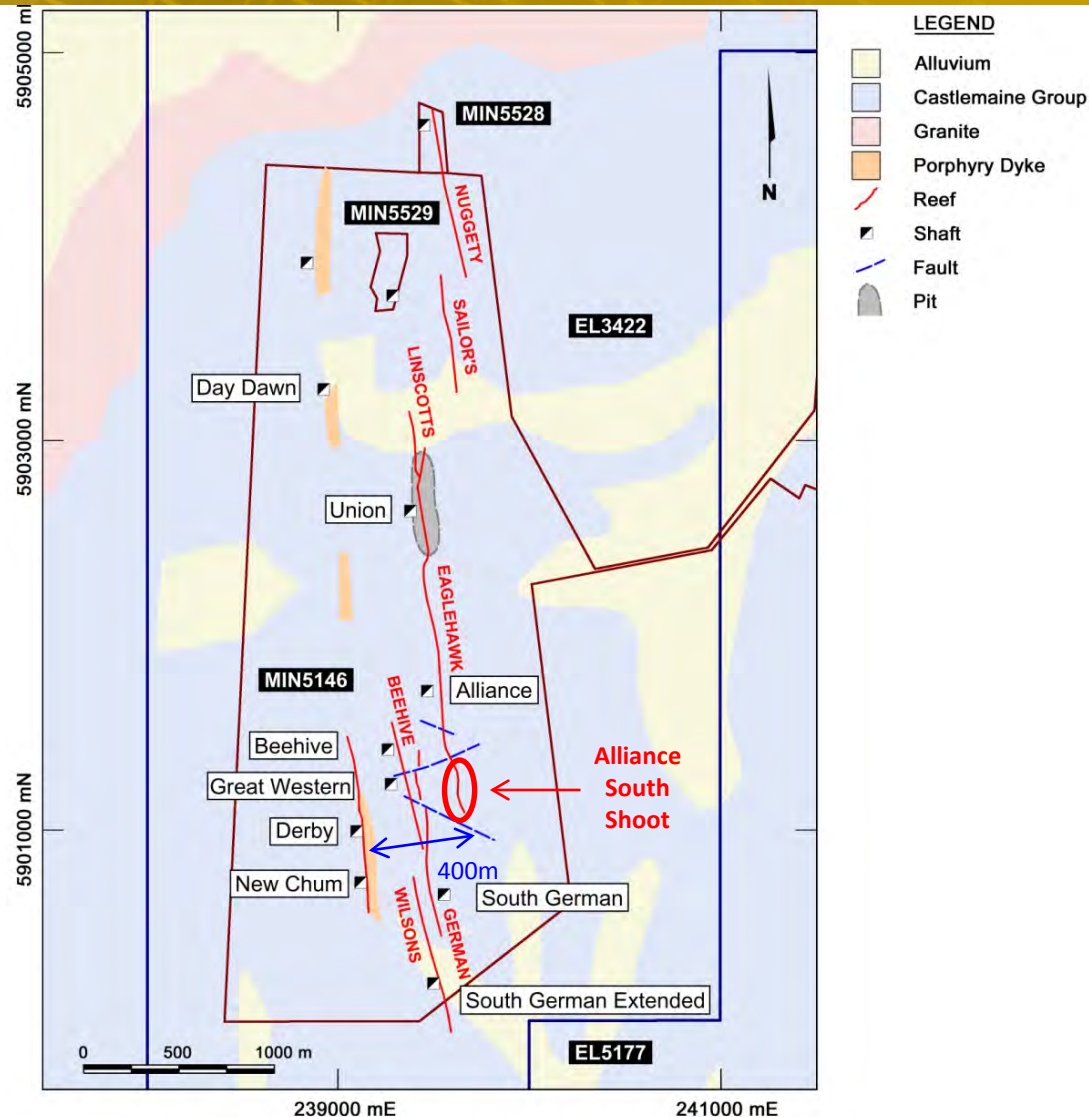 LEGEND
Alluvium
Castlemaine Group
Granite
Porphyry Dyke
Reef
Shaft
Fault
Pit
5905000 mN
5903000 mN
5901000 mN
239000 mE
241000 mE
N
MIN5528
NUGGETY
MIN5529
SAILOR'S
EL3422
LINSCOTTS
Day Dawn
Union
EAGLEHAWK
MIN5146
Alliance
BEEHIVE
Beehive
Great Western
Alliance
South
Shoot
Derby
400m
New Chum
South German
WILSONS
GERMAN
South German Extended
EL5177
0 500 1000 m